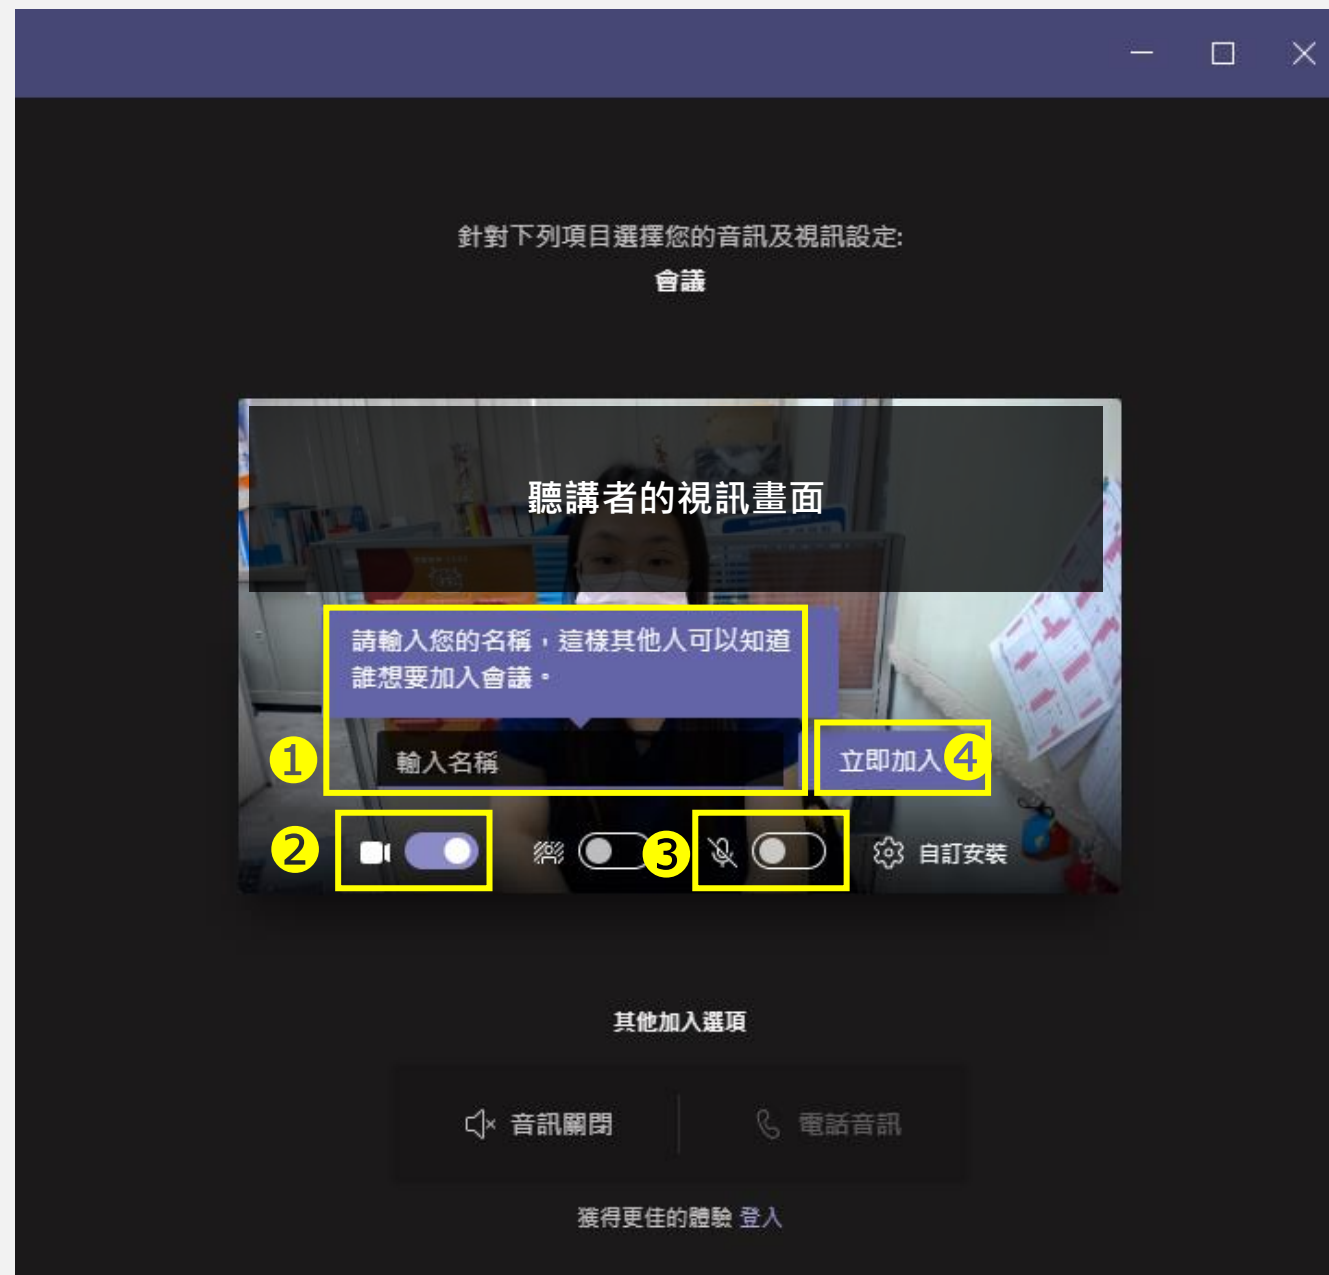 針對下列項目選擇您的音訊及視訊設定:
會議
聽講者的視訊畫面
請輸入您的名稱，這樣其他人可以知道
誰想要加入會議。
1
輸入名稱
立即加入 4
2
3
自訂安裝
其他加入選項
音訊關閉
電話音訊
獲得更佳的體驗 登入